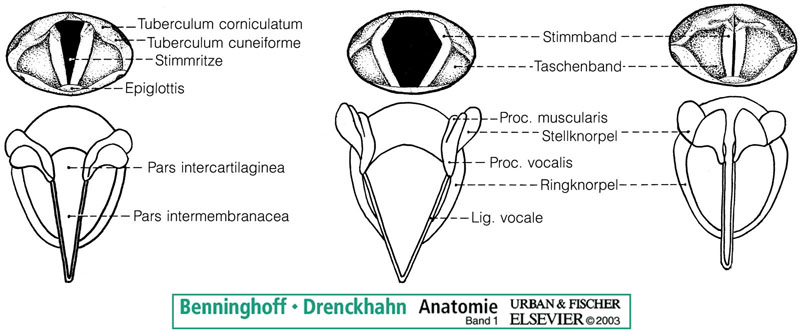 Tuberculum corniculatum
Tuberculum cuneiforme
Stimmritze
Epiglottis
Pars intercartilaginea
Pars intermembranacea
Stimmband
Taschenband
Proc. muscularis
Stellknorpel
Proc. vocalis
Ringknorpel
Lig. vocale
Benninghoff · Drenckhahn Anatomie URBAN & FISCHER
Band 1 ELSEVIER © 2003